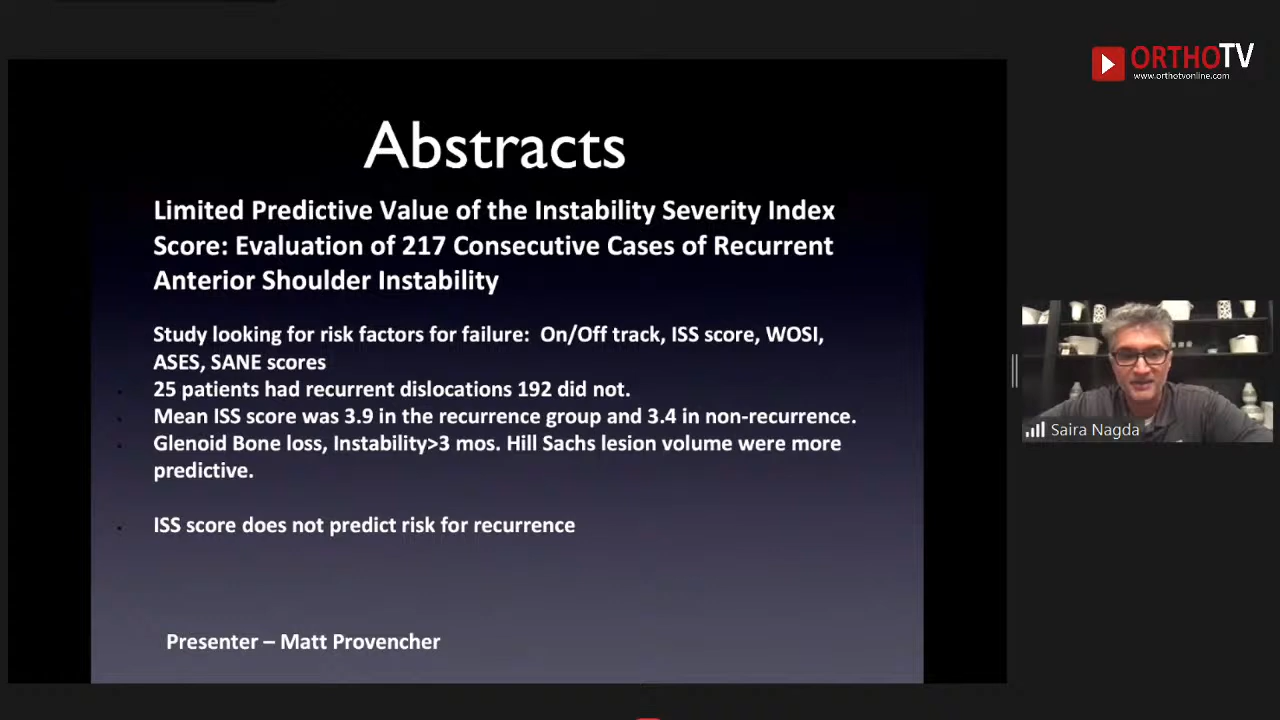 ORTHOTV
www.orthotvonline.com
Abstracts
Limited Predictive Value of the Instability Severity Index
Score: Evaluation of 217 Consecutive Cases of Recurrent
Anterior Shoulder Instability
Study looking for risk factors for failure: On/Off track, ISS score, WOSI,
ASES, SANE scores
25 patients had recurrent dislocations 192 did not.
Mean ISS score was 3.9 in the recurrence group and 3.4 in non-recurrence.
Glenoid Bone loss, Instability>3 mos. Hill Sachs lesion volume were more
predictive.
ISS score does not predict risk for recurrence
Presenter – Matt Provencher
Saira Nagda